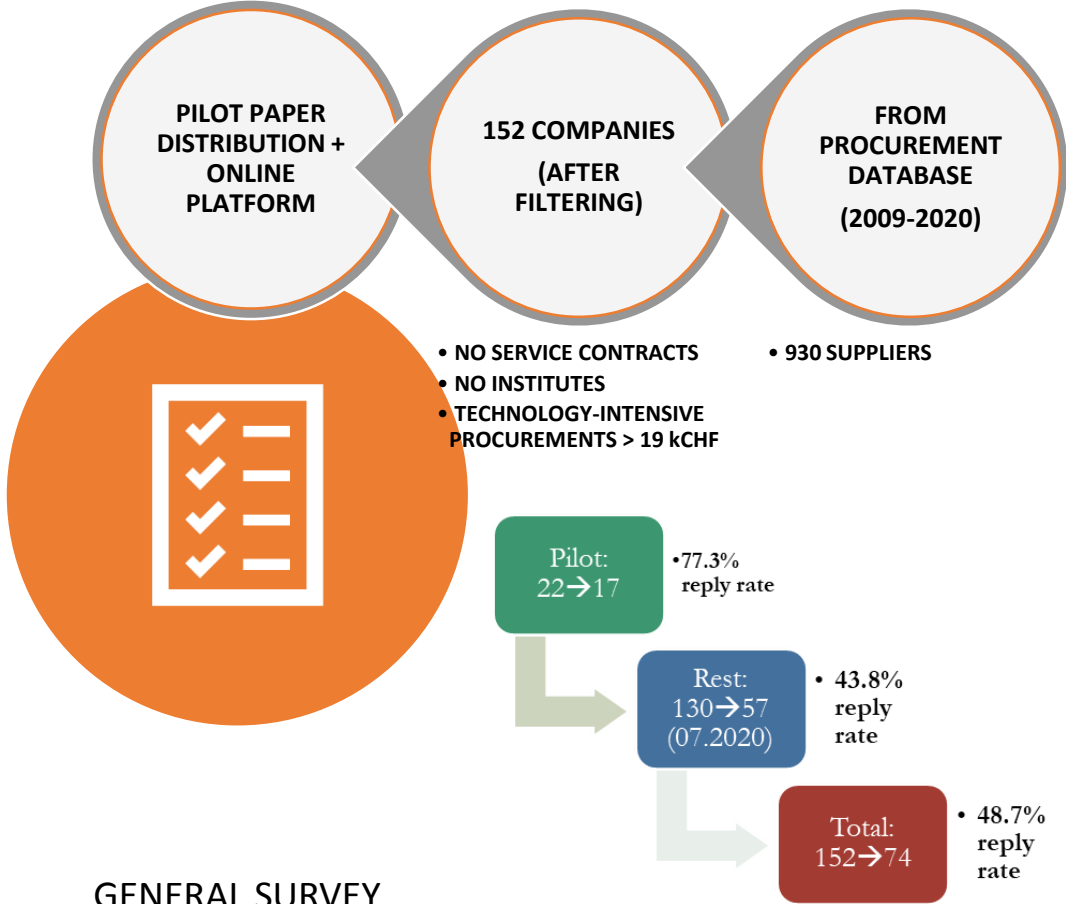 PILOT PAPER
DISTRIBUTION +
ONLINE
PLATFORM
152 COMPANIES
(AFTER
FILTERING)
FROM
PROCUREMENT
DATABASE
(2009-2020)
• NO SERVICE CONTRACTS
• NO INSTITUTES
• TECHNOLOGY-INTENSIVE
PROCUREMENTS > 19 kCHF
• 930 SUPPLIERS
Pilot:
22→17
•77.3%
reply rate
Rest:
130→57
(07.2020)
• 43.8%
reply
rate
Total:
152→74
• 48.7%
reply
rate
GENERAL SURVEY